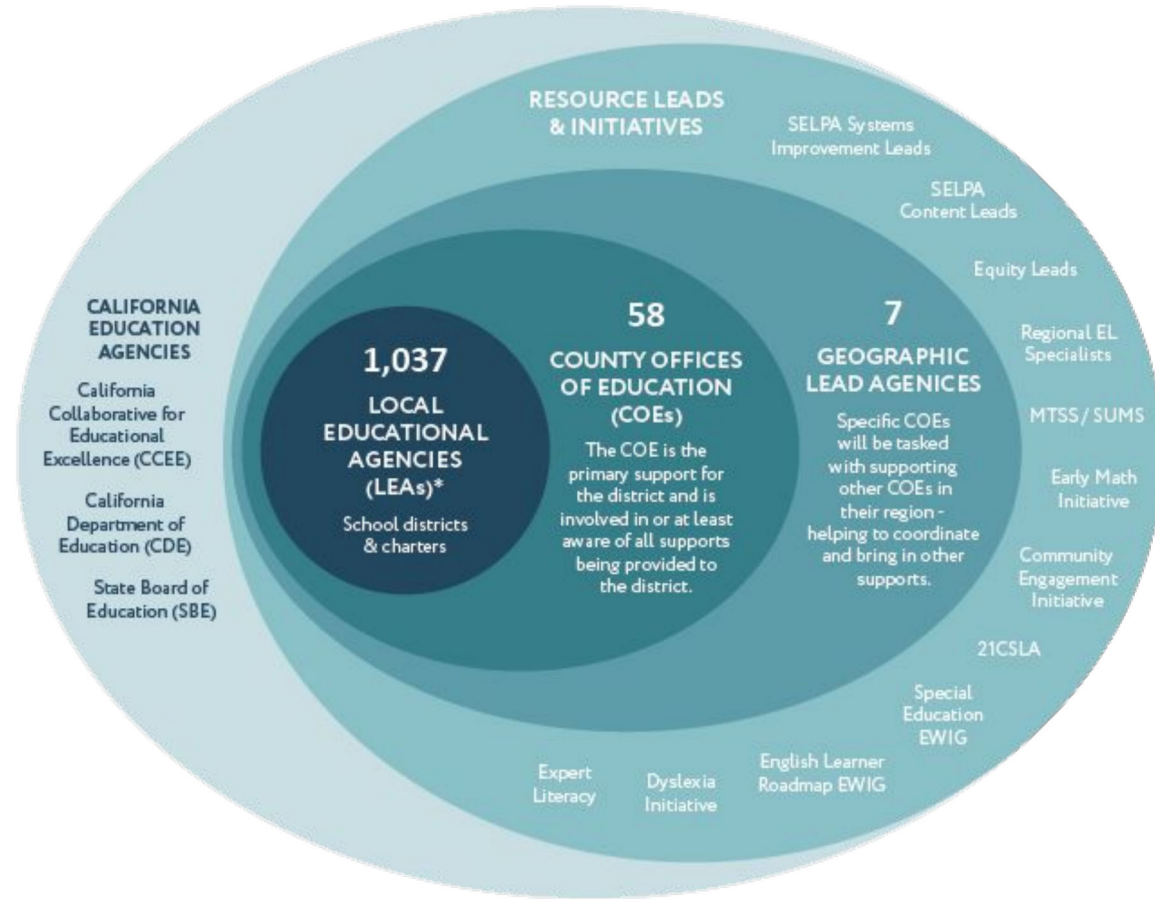 RESOURCE LEADS
& INITIATIVES
SELPA Systems
Improvement Leads
SELPA
Content Leads
Equity Leads
Regional EL
Specialists
MTSS / SUMS
Early Math
Initiative
Community
Engagement
Initiative
21CSLA
Special
Education
EWIG
English Learner
Roadmap EWIG
Dyslexia
Initiative
Expert
Literacy
CALIFORNIA
EDUCATION
AGENCIES
California
Collaborative for
Educational
Excellence (CCEE)
California
Department of
Education (CDE)
State Board of
Education (SBE)
1,037
LOCAL
EDUCATIONAL
AGENCIES
(LEAs)*
School districts
& charters
58
COUNTY OFFICES
OF EDUCATION
(COEs)
The COE is the
primary support for
the district and is
involved in or at least
aware of all supports
being provided to
the district.
7
GEOGRAPHIC
LEAD AGENICES
Specific COEs
will be tasked
with supporting
other COEs in
their region -
helping to coordinate
and bring in other
supports.